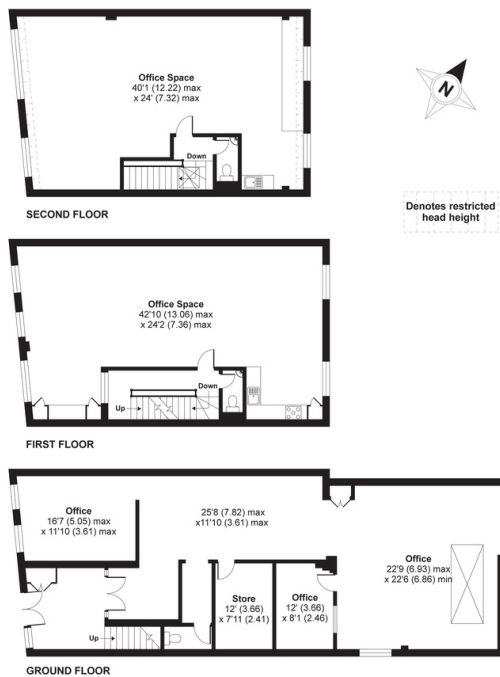 Office Space
40'1 (12.22) max
x 24' (7.32) max
Down
N
SECOND FLOOR
Denotes restricted
head height
Office Space
42'10 (13.06) max
x 24'2 (7.36) max
Down
Up
FIRST FLOOR
Office
16'7 (5.05) max
x 11'10 (3.61) max
25'8 (7.82) max
x11'10 (3.61) max
Office
22'9 (6.93) max
x 22'6 (6.86) min
Store
12' (3.66)
x 7'11 (2.41)
Office
12' (3.66)
x 8'1 (2.46)
Up
GROUND FLOOR